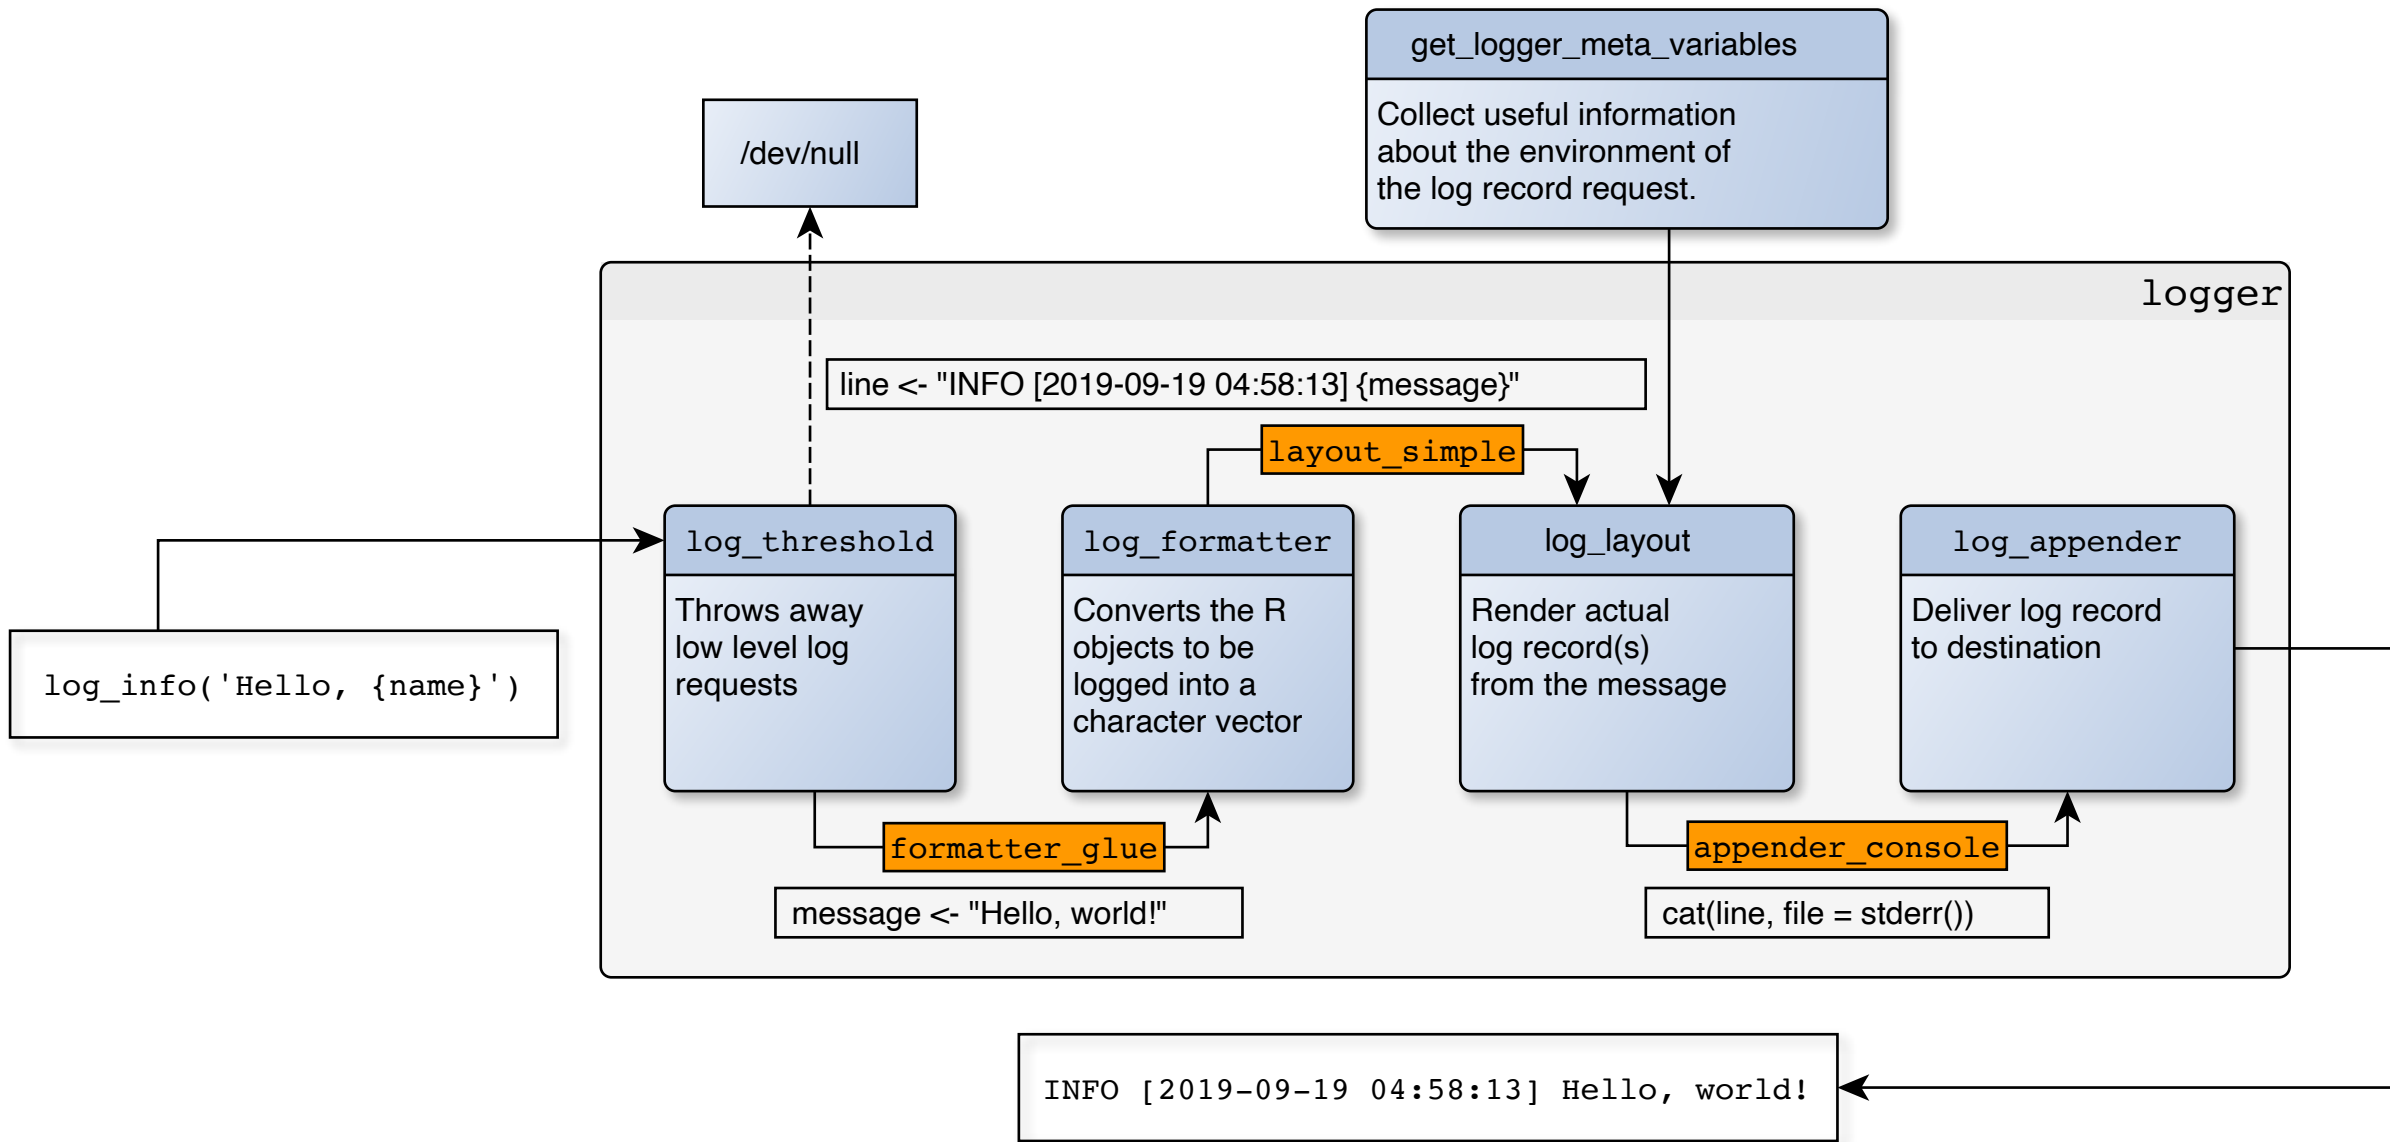 get_logger_meta_variables
Collect useful information
about the environment of
the log record request.
/dev/null
logger
line <- "INFO [2019-09-19 04:58:13] {message}"
layout_simple
log_threshold
Throws away
low level log
requests
log_formatter
Converts the R
objects to be
logged into a
character vector
log_layout
Render actual
log record(s)
from the message
log_appender
Deliver log record
to destination
log_info('Hello, {name}')
formatter_glue
appender_console
message <- "Hello, world!"
cat(line, file = stderr())
INFO [2019-09-19 04:58:13] Hello, world!